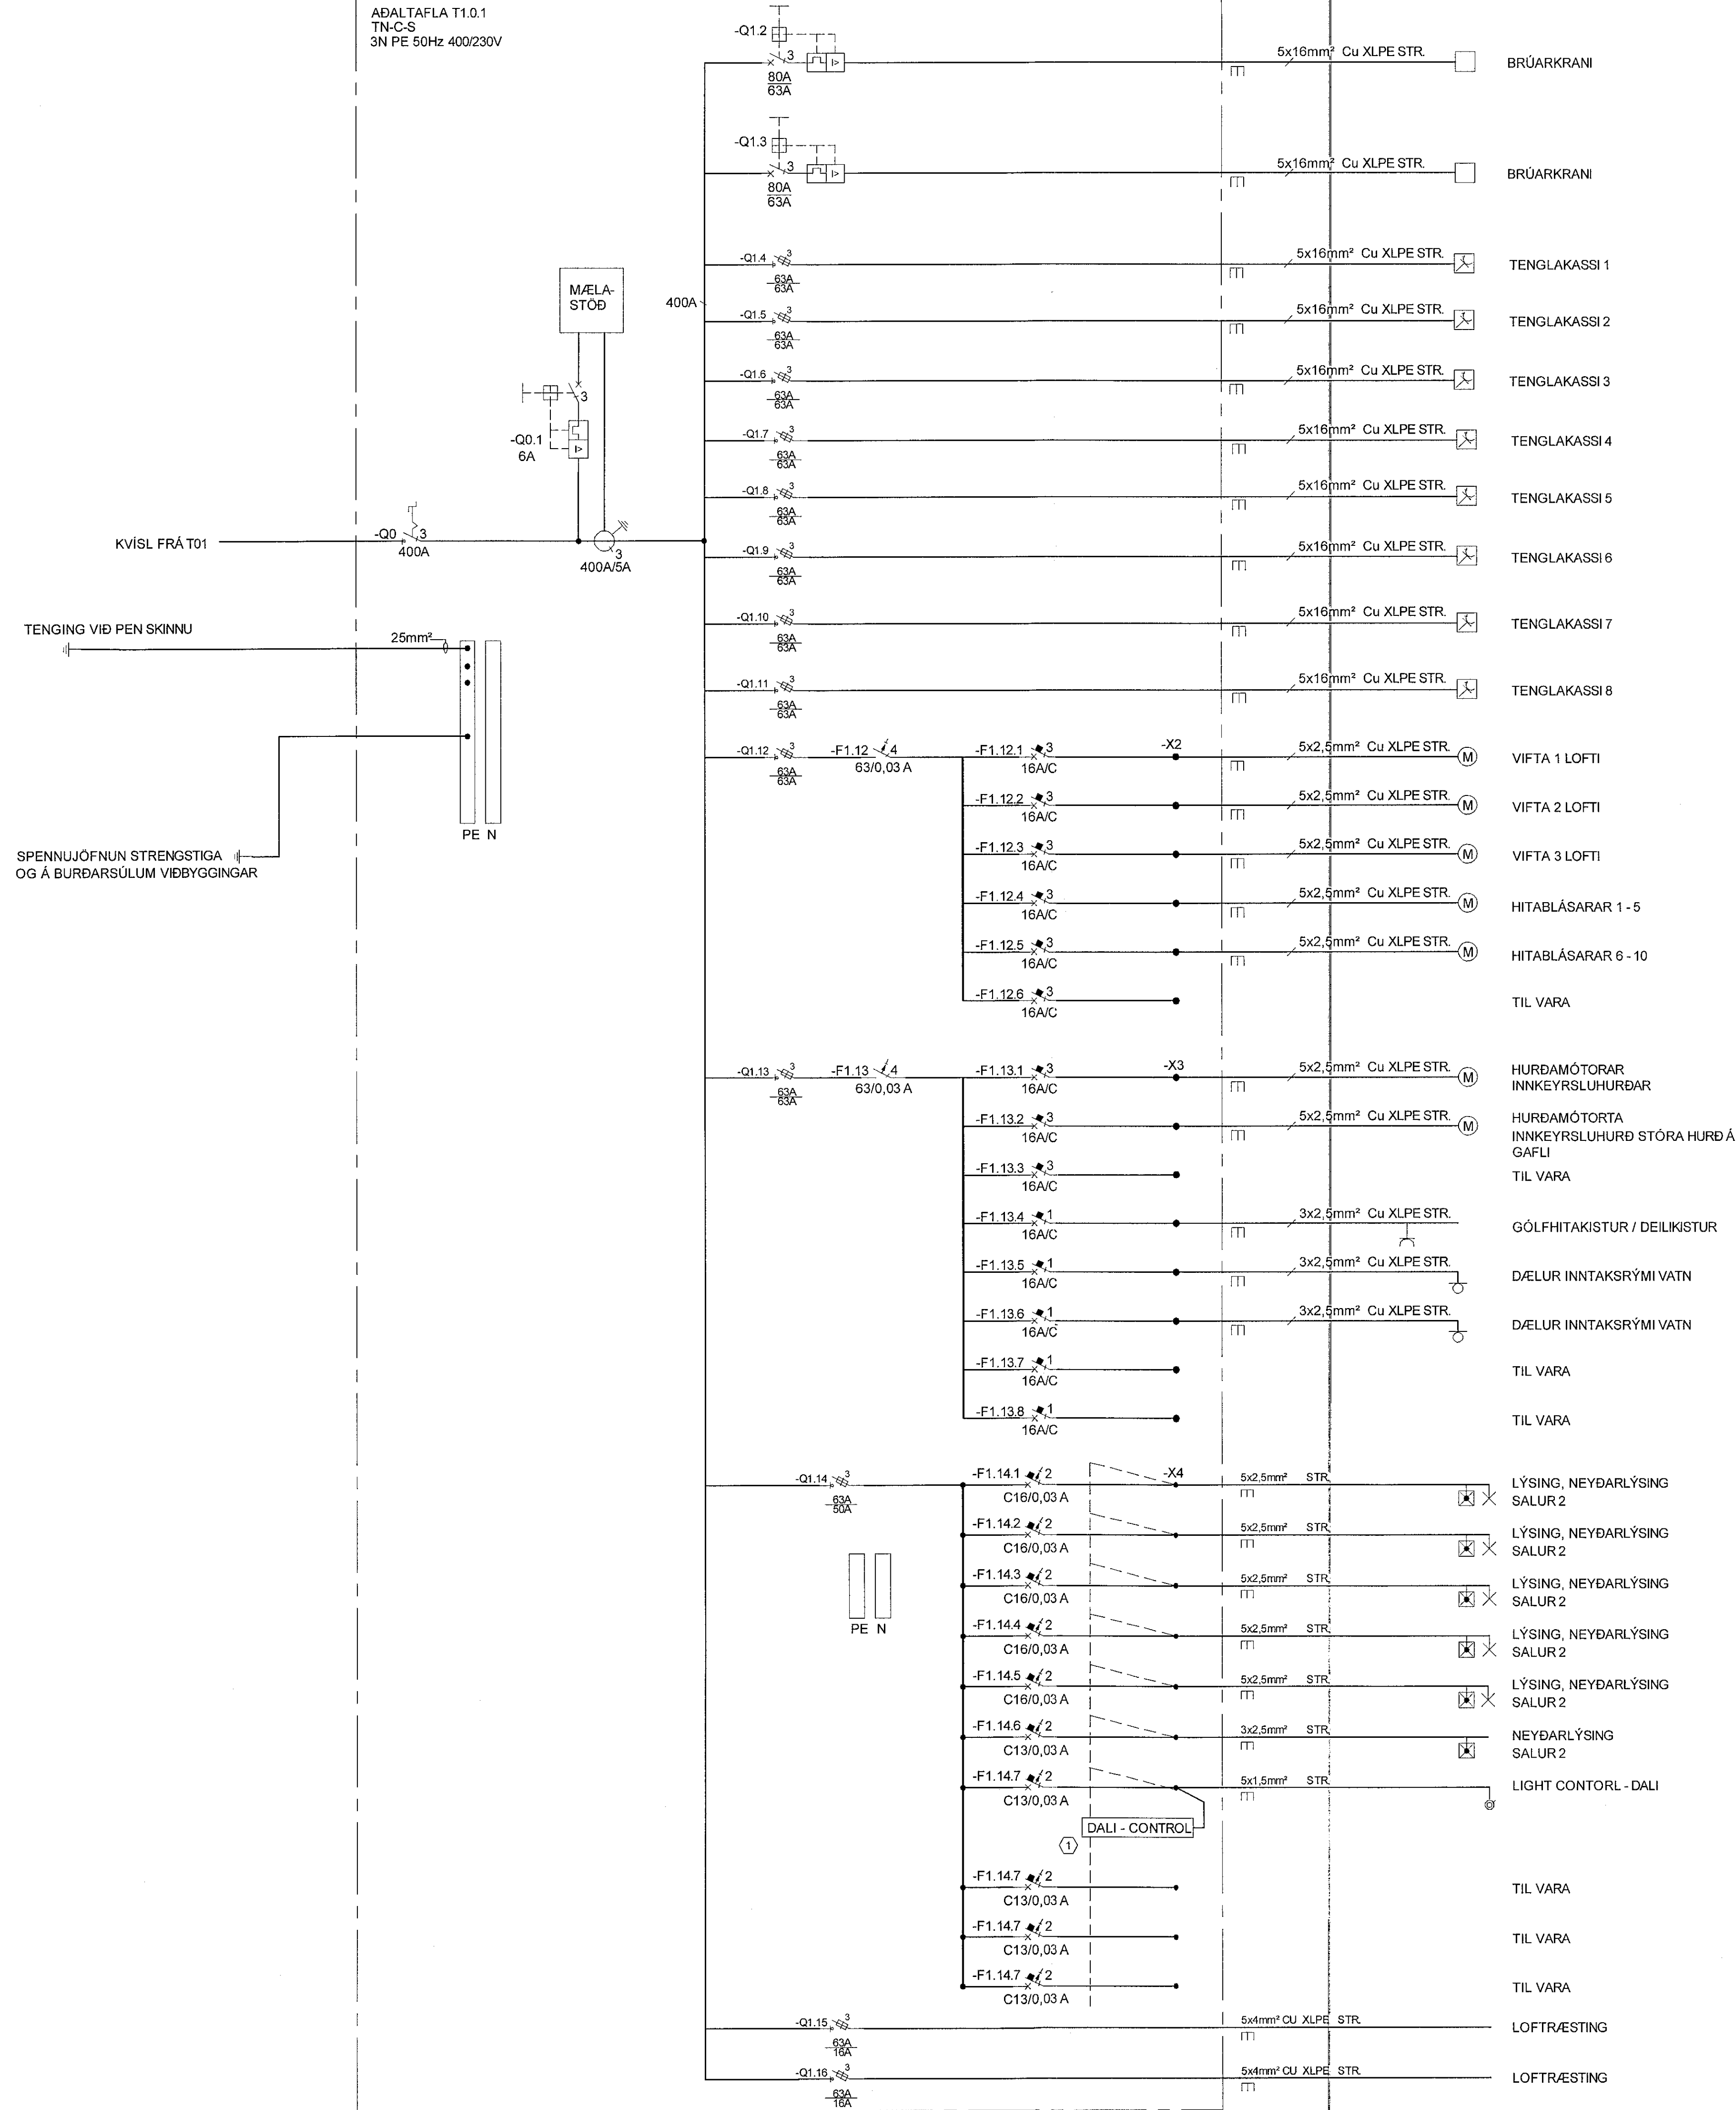 AÐALTAFLA T1.0.1
TN-C-S
3N PE 50Hz 400/230V
-Q1.2
3
80A
63A
5x16mm² Cu XLPE STR.
BRÚARKRANI
-Q1.3
3
80A
63A
5x16mm² Cu XLPE STR.
BRÚARKRANI
-Q1.4
3
63A
63A
5x16mm² Cu XLPE STR.
TENGLAKASSI 1
MÆLA-
STÖÐ
400A
-Q1.5
3
63A
63A
5x16mm² Cu XLPE STR.
TENGLAKASSI 2
-Q1.6
3
63A
63A
5x16mm² Cu XLPE STR.
TENGLAKASSI 3
3
-Q0.1
6A
-Q1.7
3
63A
63A
5x16mm² Cu XLPE STR.
TENGLAKASSI 4
-Q1.8
3
63A
63A
5x16mm² Cu XLPE STR.
TENGLAKASSI 5
KVÍSL FRÁ T01
-Q0
3
400A
3
400A/5A
-Q1.9
3
63A
63A
5x16mm² Cu XLPE STR.
TENGLAKASSI 6
-Q1.10
3
63A
63A
5x16mm² Cu XLPE STR.
TENGLAKASSI 7
TENGING VIÐ PEN SKINNU
25mm²
-Q1.11
3
63A
63A
5x16mm² Cu XLPE STR.
TENGLAKASSI 8
PE N
SPENNUJÖFNUN STRENGSTIGA
OG Á BURÐARSÚLUM VIÐBYGGINGAR
-Q1.12
3
63A
63A
-F1.12
4
63/0,03 A
-F1.12.1
3
16A/C
-X2
5x2,5mm² Cu XLPE STR.
M
VIFTA 1 LOFTI
-F1.12.2
3
16A/C
5x2,5mm² Cu XLPE STR.
M
VIFTA 2 LOFTI
-F1.12.3
3
16A/C
5x2,5mm² Cu XLPE STR.
M
VIFTA 3 LOFTI
-F1.12.4
3
16A/C
5x2,5mm² Cu XLPE STR.
M
HITABLÁSARAR 1 - 5
-F1.12.5
3
16A/C
5x2,5mm² Cu XLPE STR.
M
HITABLÁSARAR 6 - 10
-F1.12.6
3
16A/C
TIL VARA
-Q1.13
3
63A
63A
-F1.13
4
63/0,03 A
-F1.13.1
3
16A/C
-X3
5x2,5mm² Cu XLPE STR.
M
HURÐAMÓTORAR
INNKEYRSLUHURÐAR
-F1.13.2
3
16A/C
5x2,5mm² Cu XLPE STR.
M
HURÐAMÓTORTA
INNKEYRSLUHURÐ STÓRA HURÐ Á
GAFLI
-F1.13.3
3
16A/C
TIL VARA
-F1.13.4
1
16A/C
3x2,5mm² Cu XLPE STR.
GÓLFHITAKISTUR / DEILIKISTUR
-F1.13.5
1
16A/C
3x2,5mm² Cu XLPE STR.
DÆLUR INNTAKSRÝMI VATN
-F1.13.6
1
16A/C
3x2,5mm² Cu XLPE STR.
DÆLUR INNTAKSRÝMI VATN
-F1.13.7
1
16A/C
TIL VARA
-F1.13.8
1
16A/C
TIL VARA
-Q1.14
3
63A
50A
PE N
-F1.14.1
2
C16/0,03 A
-X4
5x2,5mm² STR.
LÝSING, NEYÐARLÝSING
SALUR 2
-F1.14.2
2
C16/0,03 A
5x2,5mm² STR.
LÝSING, NEYÐARLÝSING
SALUR 2
-F1.14.3
2
C16/0,03 A
5x2,5mm² STR.
LÝSING, NEYÐARLÝSING
SALUR 2
-F1.14.4
2
C16/0,03 A
5x2,5mm² STR.
LÝSING, NEYÐARLÝSING
SALUR 2
-F1.14.5
2
C16/0,03 A
5x2,5mm² STR.
LÝSING, NEYÐARLÝSING
SALUR 2
-F1.14.6
2
C13/0,03 A
3x2,5mm² STR.
NEYÐARLÝSING
SALUR 2
-F1.14.7
2
C13/0,03 A
5x1,5mm² STR.
LIGHT CONTORL - DALI
DALI - CONTROL
1
-F1.14.7
2
C13/0,03 A
TIL VARA
-F1.14.7
2
C13/0,03 A
TIL VARA
-F1.14.7
2
C13/0,03 A
TIL VARA
-Q1.15
3
63A
16A
5x4mm² CU XLPE STR.
LOFTRÆSTING
-Q1.16
3
63A
16A
5x4mm² CU XLPE STR.
LOFTRÆSTING